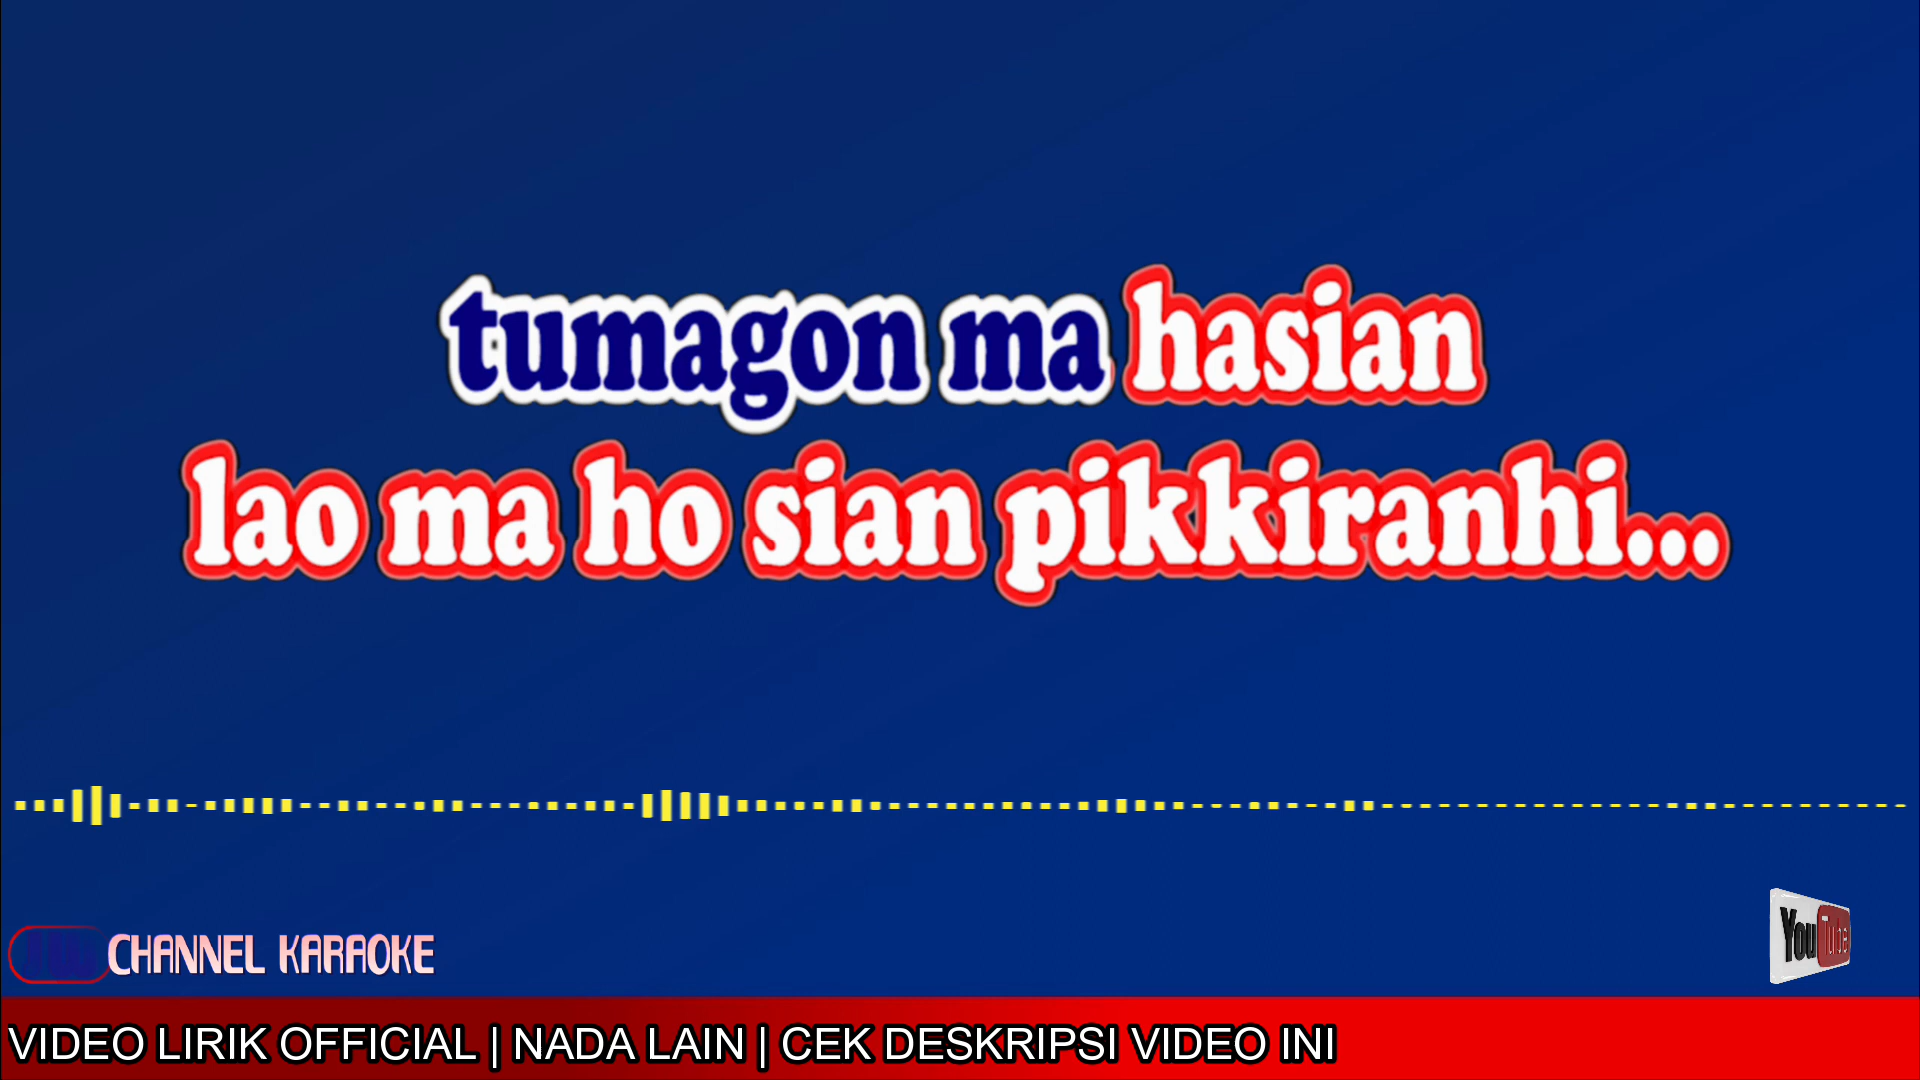 tumagon ma hasian
lao ma ho sian pikkiranhi...
CHANNEL KARAOKE
YouTube
VIDEO LIRIK OFFICIAL | NADA LAIN | CEK DESKRIPSI VIDEO INI